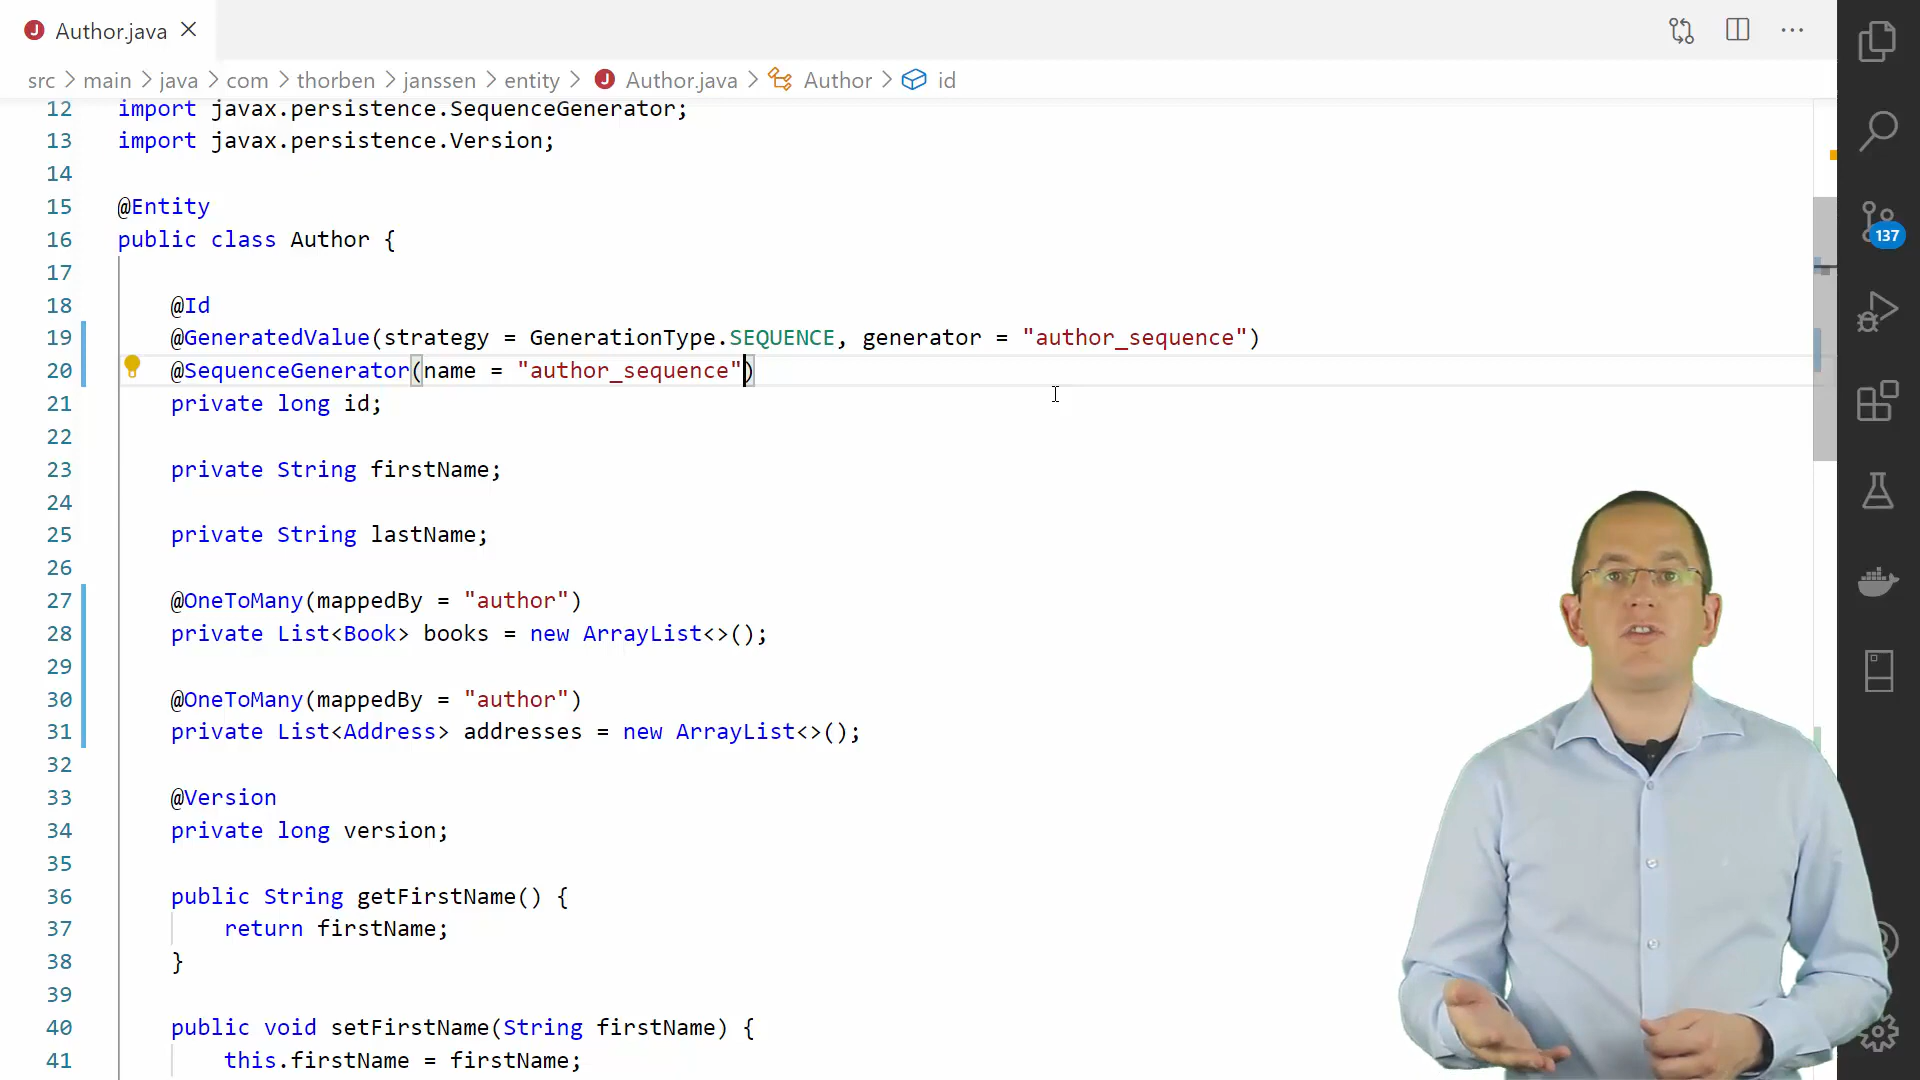 Author.java
src > main > java > com > thorben > janssen > entity > Author.java > Author > id
12 import javax.persistence.SequenceGenerator;
13 import javax.persistence.Version;
14
15 @Entity
16 public class Author {
17
18 @Id
19 @GeneratedValue(strategy = GenerationType.SEQUENCE, generator = "author_sequence")
20 @SequenceGenerator(name = "author_sequence")
21 private long id;
22
23 private String firstName;
24
25 private String lastName;
26
27 @OneToMany(mappedBy = "author")
28 private List<Book> books = new ArrayList<>();
29
30 @OneToMany(mappedBy = "author")
31 private List<Address> addresses = new ArrayList<>();
32
33 @Version
34 private long version;
35
36 public String getFirstName() {
37 return firstName;
38 }
39
40 public void setFirstName(String firstName) {
41 this.firstName = firstName;
137